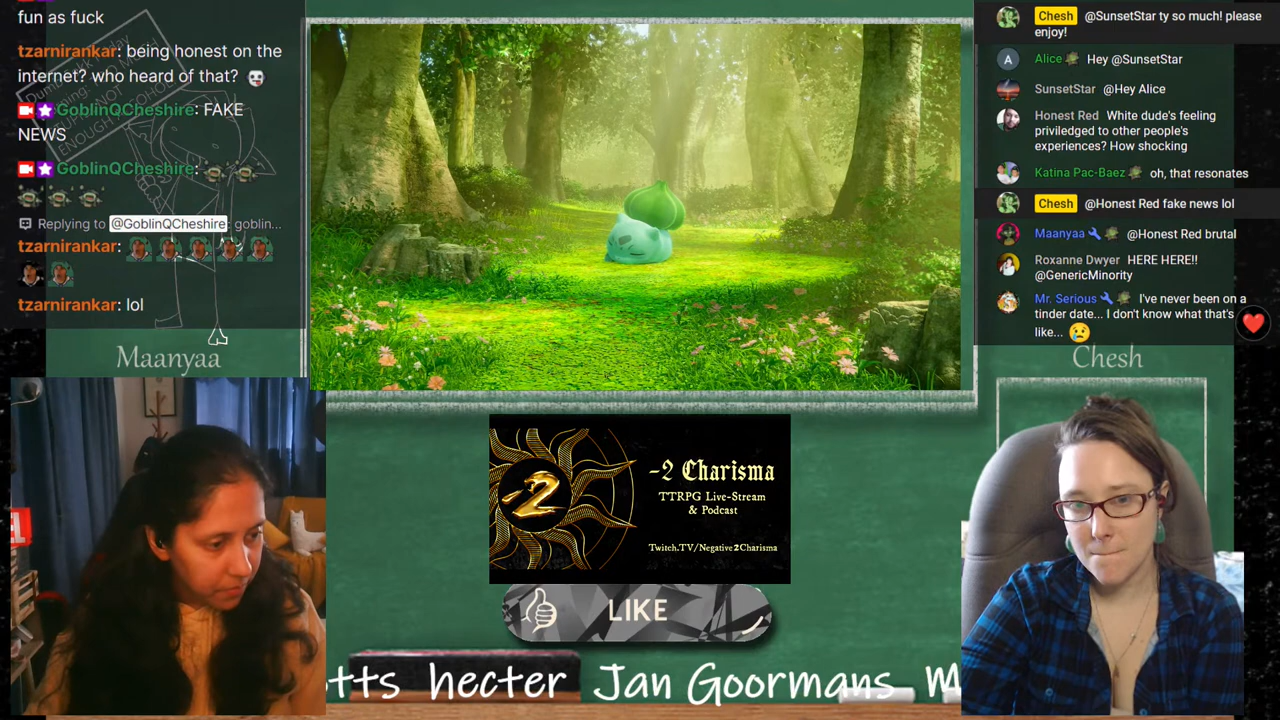 fun as fuck
tzarnirankar: being honest on the
internet? who heard of that?
GoblinQCheshire: FAKE
NEWS
GoblinQCheshire:
Replying to @GoblinQCheshire: goblin...
tzarnirankar:
tzarnirankar: lol
Maanyaa
Chesh @SunsetStar ty so much! please
enjoy!
A
Alice Hey @SunsetStar
SunsetStar @Hey Alice
Honest Red White dude's feeling
priviledged to other people's
experiences? How shocking
Katina Pac-Baez oh, that resonates
Chesh @Honest Red fake news lol
Maanyaa @Honest Red brutal
Roxanne Dwyer HERE HERE!!
@GenericMinority
Mr. Serious I've never been on a
tinder date... I don't know what that's
like...
Chesh
-2
-2 Charisma
TTRPG Live-Stream
& Podcast
Twitch.TV/Negative2Charisma
LIKE
tts hecter Jan Goormans M